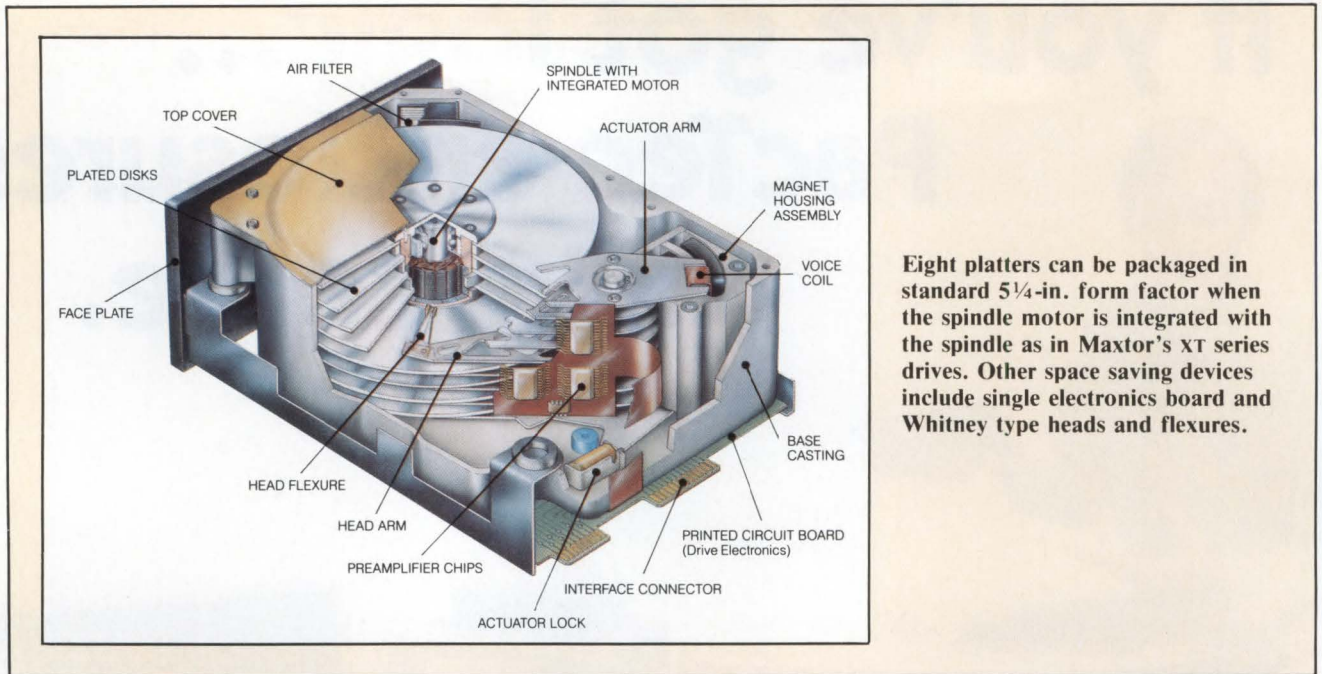 AIR FILTER
SPINDLE WITH
INTEGRATED MOTOR
TOP COVER
ACTUATOR ARM
PLATED DISKS
MAGNET
HOUSING
ASSEMBLY
VOICE
COIL
FACE PLATE
BASE
CASTING
HEAD FLEXURE
HEAD ARM
PRINTED CIRCUIT BOARD
(Drive Electronics)
PREAMPLIFIER CHIPS
INTERFACE CONNECTOR
ACTUATOR LOCK
Eight platters can be packaged in
standard 5¼-in. form factor when
the spindle motor is integrated with
the spindle as in Maxtor's XT series
drives. Other space saving devices
include single electronics board and
Whitney type heads and flexures.